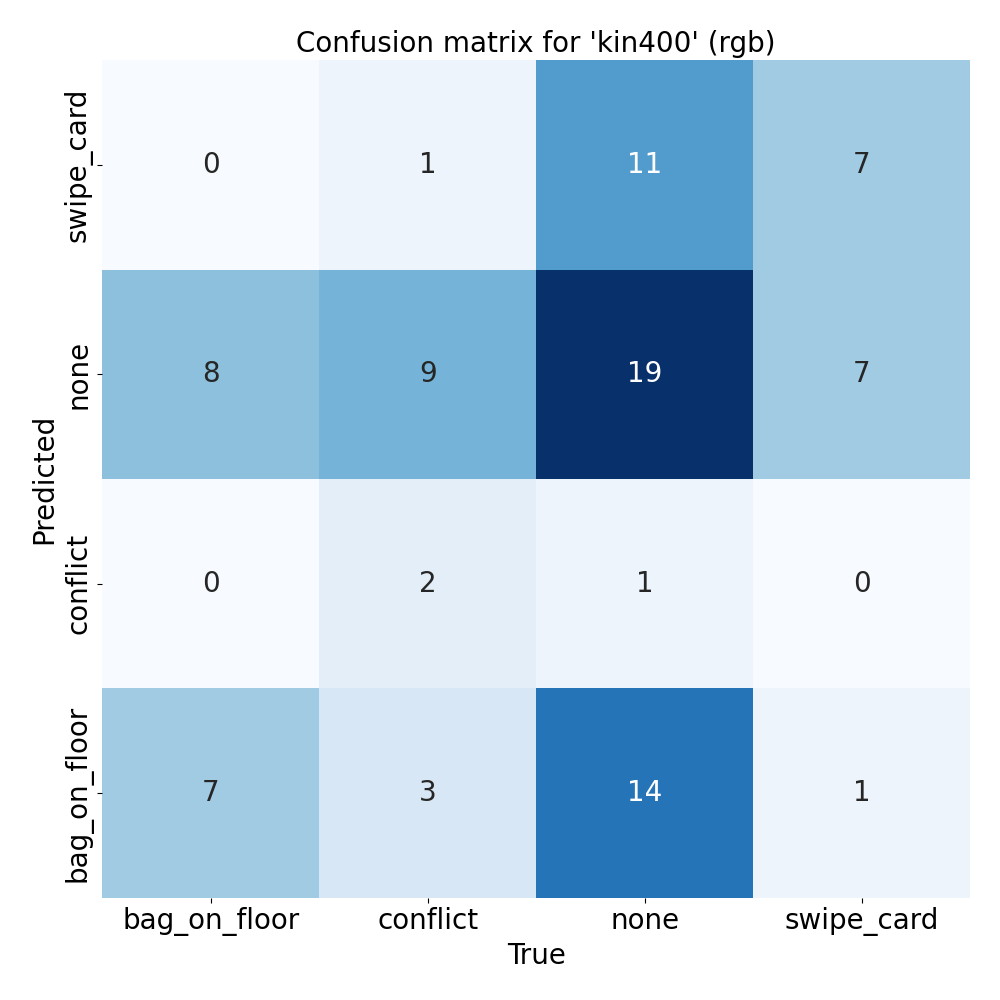 Confusion matrix for 'kin400' (rgb)
swipe_card
0 1 11 7
none
8 9 19 7
Predicted
conflict
0 2 1 0
bag_on_floor
7 3 14 1
bag_on_floor conflict none swipe_card
True